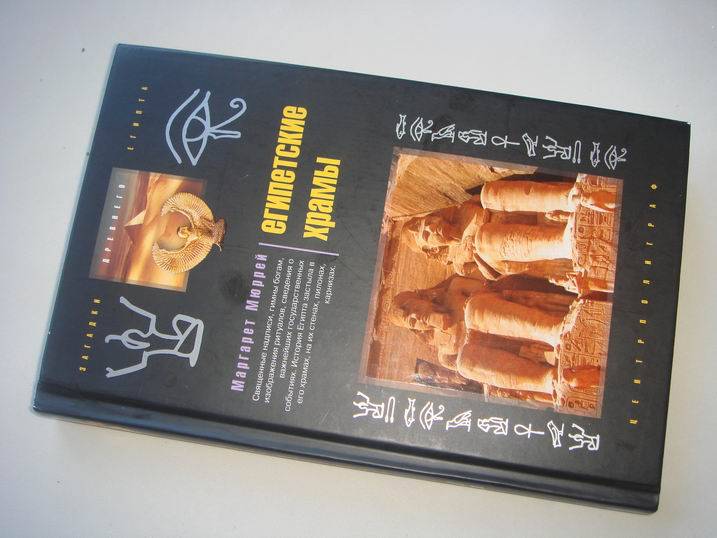 ЗАГАДКИ ДРЕВНЕГО ЕГИПТА
Маргарет Мюррей
египетские
храмы
Священные надписи, гимны богам,
изображения ритуалов, сведения о
важнейших государственных
событиях. История Египта застыла в
его храмах, на их стенах, пилонах,
карнизах.
ЦЕНТРПОЛИГРАФ